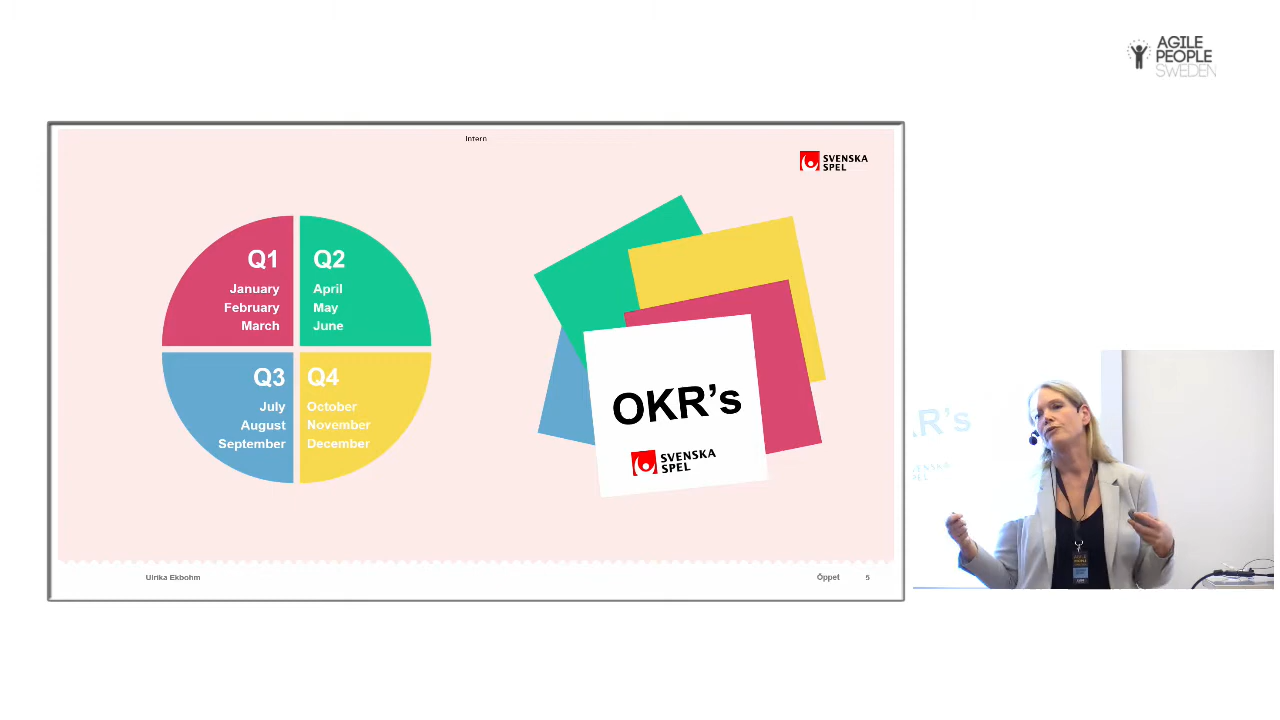 AGILE
PEOPLE
SWEDEN
Intern
SVENSKA
SPEL
Q1
January
February
March
Q2
April
May
June
Q3
July
August
September
Q4
October
November
December
OKR's
SVENSKA
SPEL
Ulrika Ekbohm
Öppet
5
R's